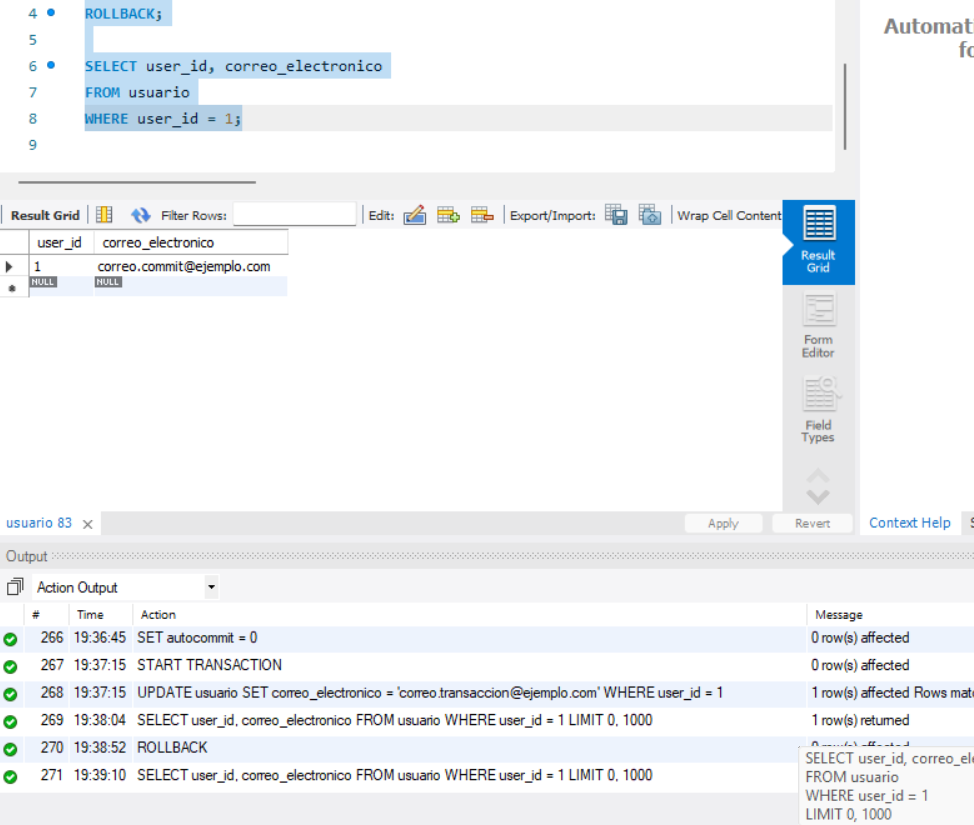 4 ROLLBACK;
Automati
fo
5
6 SELECT user_id, correo_electronico
7 FROM usuario
8 WHERE user_id = 1;
9
Result Grid Filter Rows: Edit: Export/Import: Wrap Cell Content
user_id correo_electronico
1 correo.commit@ejemplo.com
NULL NULL
Result
Grid
Form
Editor
Field
Types
usuario 83 Apply Revert Context Help S
Output
Action Output
# Time Action Message
266 19:36:45 SET autocommit = 0 0 row(s) affected
267 19:37:15 START TRANSACTION 0 row(s) affected
268 19:37:15 UPDATE usuario SET correo_electronico = 'correo.transaccion@ejemplo.com' WHERE user_id = 1 1 row(s) affected Rows mat
269 19:38:04 SELECT user_id, correo_electronico FROM usuario WHERE user_id = 1 LIMIT 0, 1000 1 row(s) returned
270 19:38:52 ROLLBACK
271 19:39:10 SELECT user_id, correo_electronico FROM usuario WHERE user_id = 1 LIMIT 0, 1000
SELECT user_id, correo_ele
FROM usuario
WHERE user_id = 1
LIMIT 0, 1000